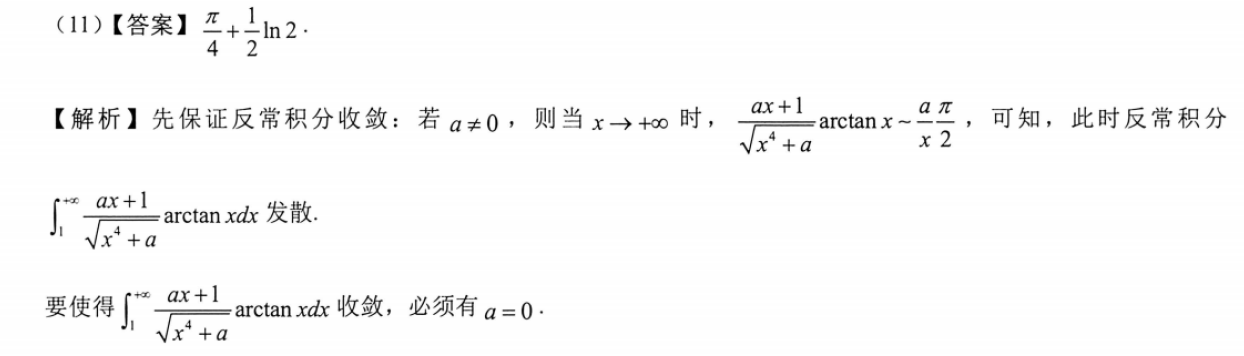 （11）【答案】 π/4 + 1/2 ln 2 .
【解析】先保证反常积分收敛：若 a ≠ 0 ，则当 x → +∞ 时， (ax+1)/√(x⁴+a) arctan x ~ a/x π/2 ，可知，此时反常积分
∫₁^{+∞} (ax+1)/√(x⁴+a) arctan xdx 发散.
要使得 ∫₁^{+∞} (ax+1)/√(x⁴+a) arctan xdx 收敛，必须有 a = 0 .